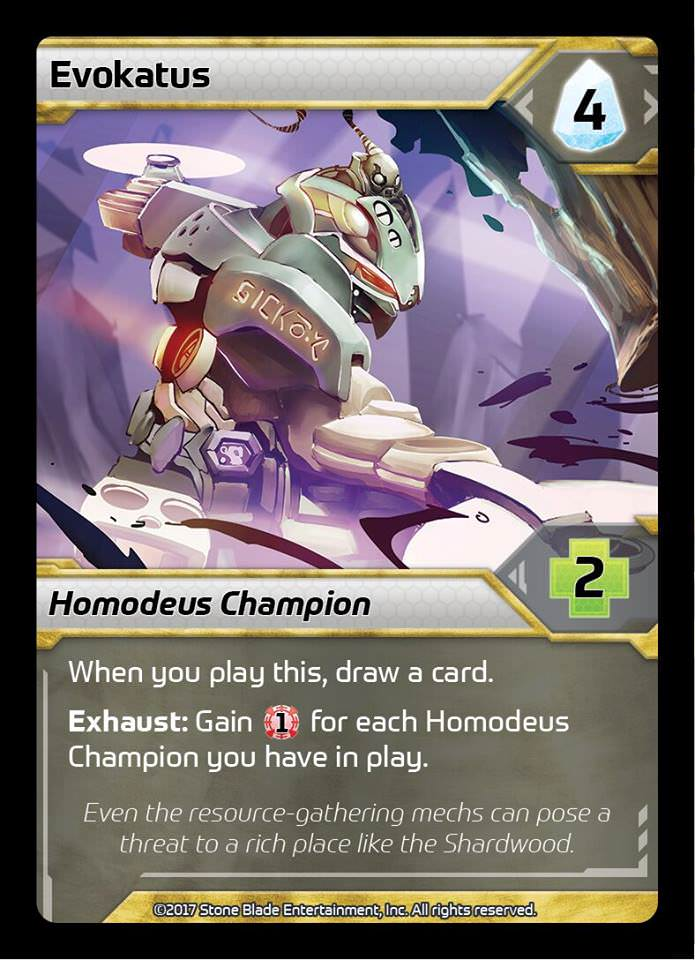 Evokatus
4
2
Homodeus Champion
When you play this, draw a card.
Exhaust: Gain 1 for each Homodeus
Champion you have in play.
Even the resource-gathering mechs can pose a
threat to a rich place like the Shardwood.
©2017 Stone Blade Entertainment, Inc. All rights reserved.